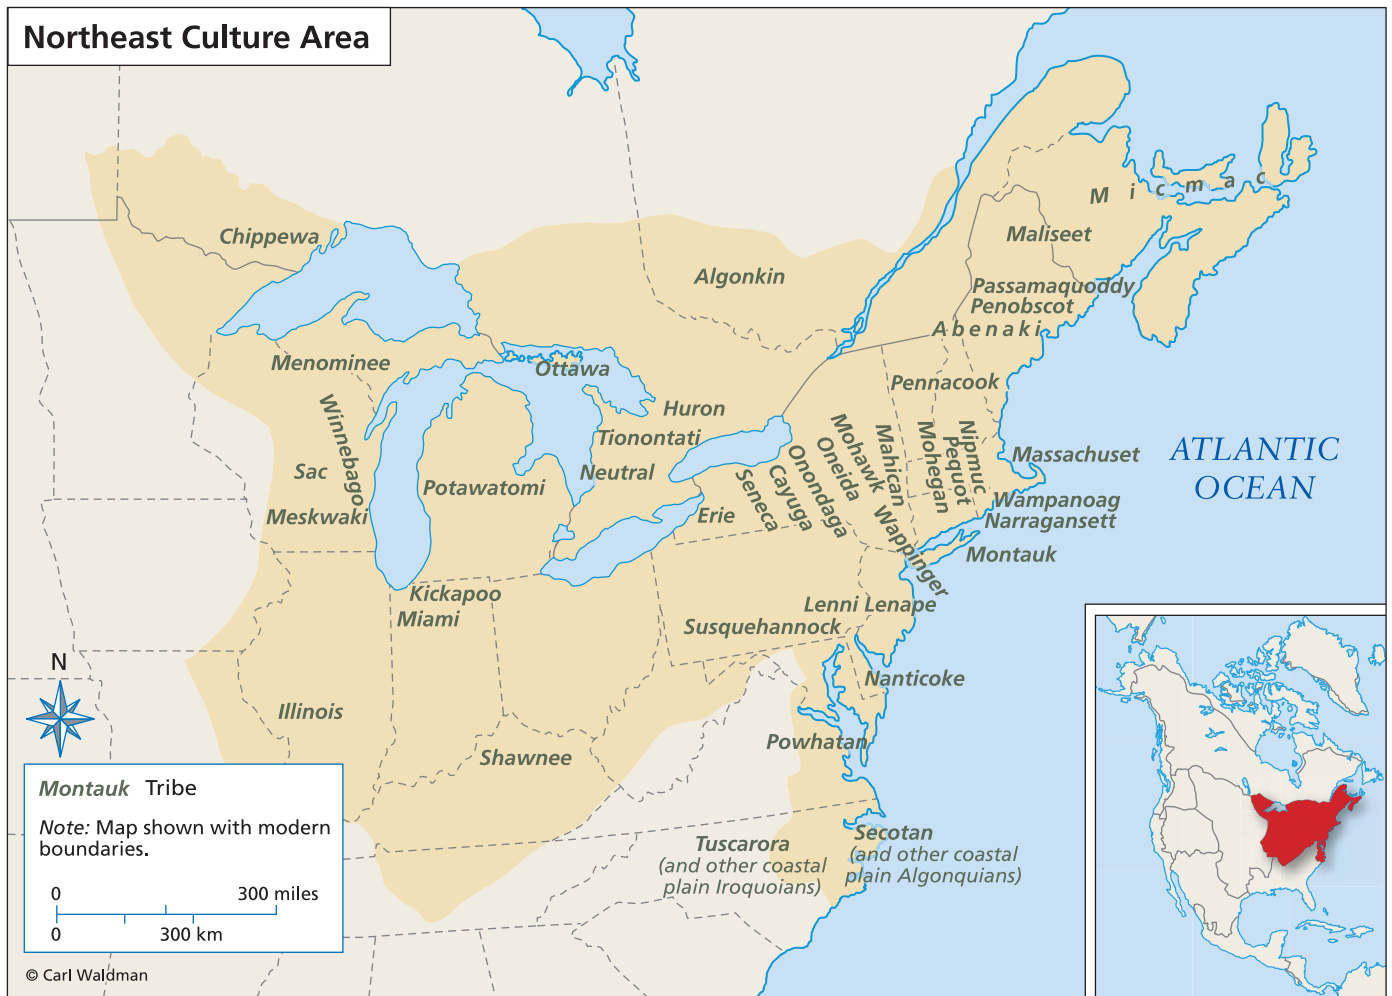 Northeast Culture Area
Micmac
Chippewa
Maliseet
Algonkin
Passamaquoddy
Penobscot
Abenaki
Menominee
Ottawa
Pennacook
Winnebago
Huron
Tionontati
Neutral
Sac
Potawatomi
Meskwaki
Erie
Seneca
Cayuga
Onondaga
Oneida
Mohawk
Mahican
Mohegan
Pequot
Nipmuc
Wappinger
Massachuset
Wampanoag
Narragansett
Montauk
ATLANTIC
OCEAN
Kickapoo
Miami
Lenni Lenape
Susquehannock
Nanticoke
Illinois
Shawnee
Powhatan
Tuscarora
(and other coastal
plain Iroquoians)
Secotan
(and other coastal
plain Algonquians)
N
Montauk Tribe
Note: Map shown with modern
boundaries.
0 300 miles
0 300 km
© Carl Waldman